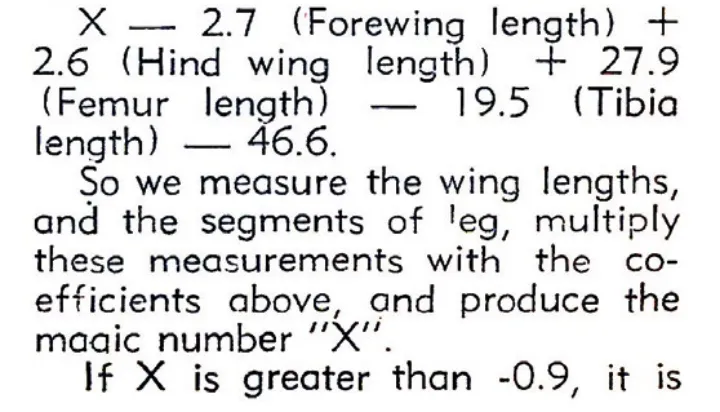 X — 2.7 (Forewing length) +
2.6 (Hind wing length) + 27.9
(Femur length) — 19.5 (Tibia
length) — 46.6.
So we measure the wing lengths,
and the segments of leg, multiply
these measurements with the co-
efficients above, and produce the
magic number "X".
If X is greater than -0.9, it is